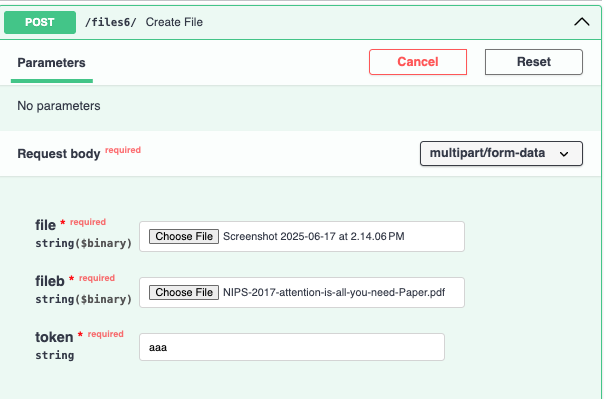 POST /files6/ Create File
Parameters Cancel Reset
No parameters
Request body required multipart/form-data
file * required
string($binary) Choose File Screenshot 2025-06-17 at 2.14.06 PM
fileb * required
string($binary) Choose File NIPS-2017-attention-is-all-you-need-Paper.pdf
token * required
string aaa